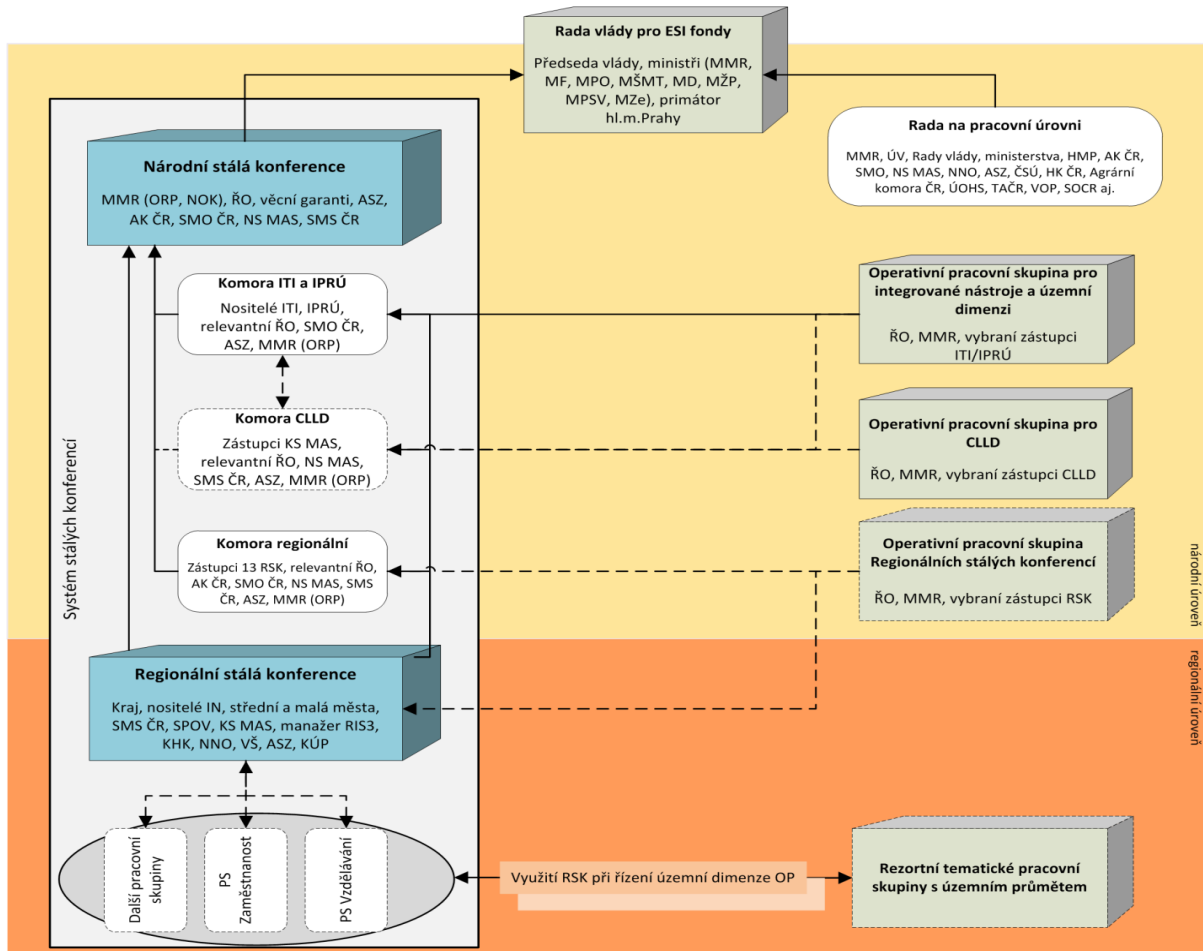 Rada vlády pro ESI fondy
Předseda vlády, ministři (MMR,
MF, MPO, MŠMT, MD, MŽP,
MPSV, MZe), primátor
hl.m.Prahy
Rada na pracovní úrovni
MMR, ÚV, Rady vlády, ministerstva, HMP, AK ČR,
SMO, NS MAS, NNO, ASZ, ČSÚ, HK ČR, Agrární
komora ČR, ÚOHS, TAČR, VOP, SOCR aj.
Systém stálých konferencí
Národní stálá konference
MMR (ORP, NOK), ŘO, věcní garanti, ASZ,
AK ČR, SMO ČR, NS MAS, SMS ČR
Komora ITI a IPRÚ
Nositelé ITI, IPRÚ,
relevantní ŘO, SMO ČR,
ASZ, MMR (ORP)
Operativní pracovní skupina pro
integrované nástroje a územní
dimenzi
ŘO, MMR, vybraní zástupci
ITI/IPRÚ
Komora CLLD
Zástupci KS MAS,
relevantní ŘO, NS MAS,
SMS ČR, ASZ, MMR (ORP)
Operativní pracovní skupina pro
CLLD
ŘO, MMR, vybraní zástupci CLLD
Komora regionální
Zástupci 13 RSK, relevantní ŘO,
AK ČR, SMO ČR, NS MAS, SMS
ČR, ASZ, MMR (ORP)
Operativní pracovní skupina
Regionálních stálých konferencí
ŘO, MMR, vybraní zástupci RSK
národní úroveň
regionální úroveň
Regionální stálá konference
Kraj, nositelé IN, střední a malá města,
SMS ČR, SPOV, KS MAS, manažer RIS3,
KHK, NNO, VŠ, ASZ, KÚP
Další pracovní
skupiny
PS
Zaměstnanost
PS Vzdělávání
Využití RSK při řízení územní dimenze OP
Rezortní tematické pracovní
skupiny s územním průmětem